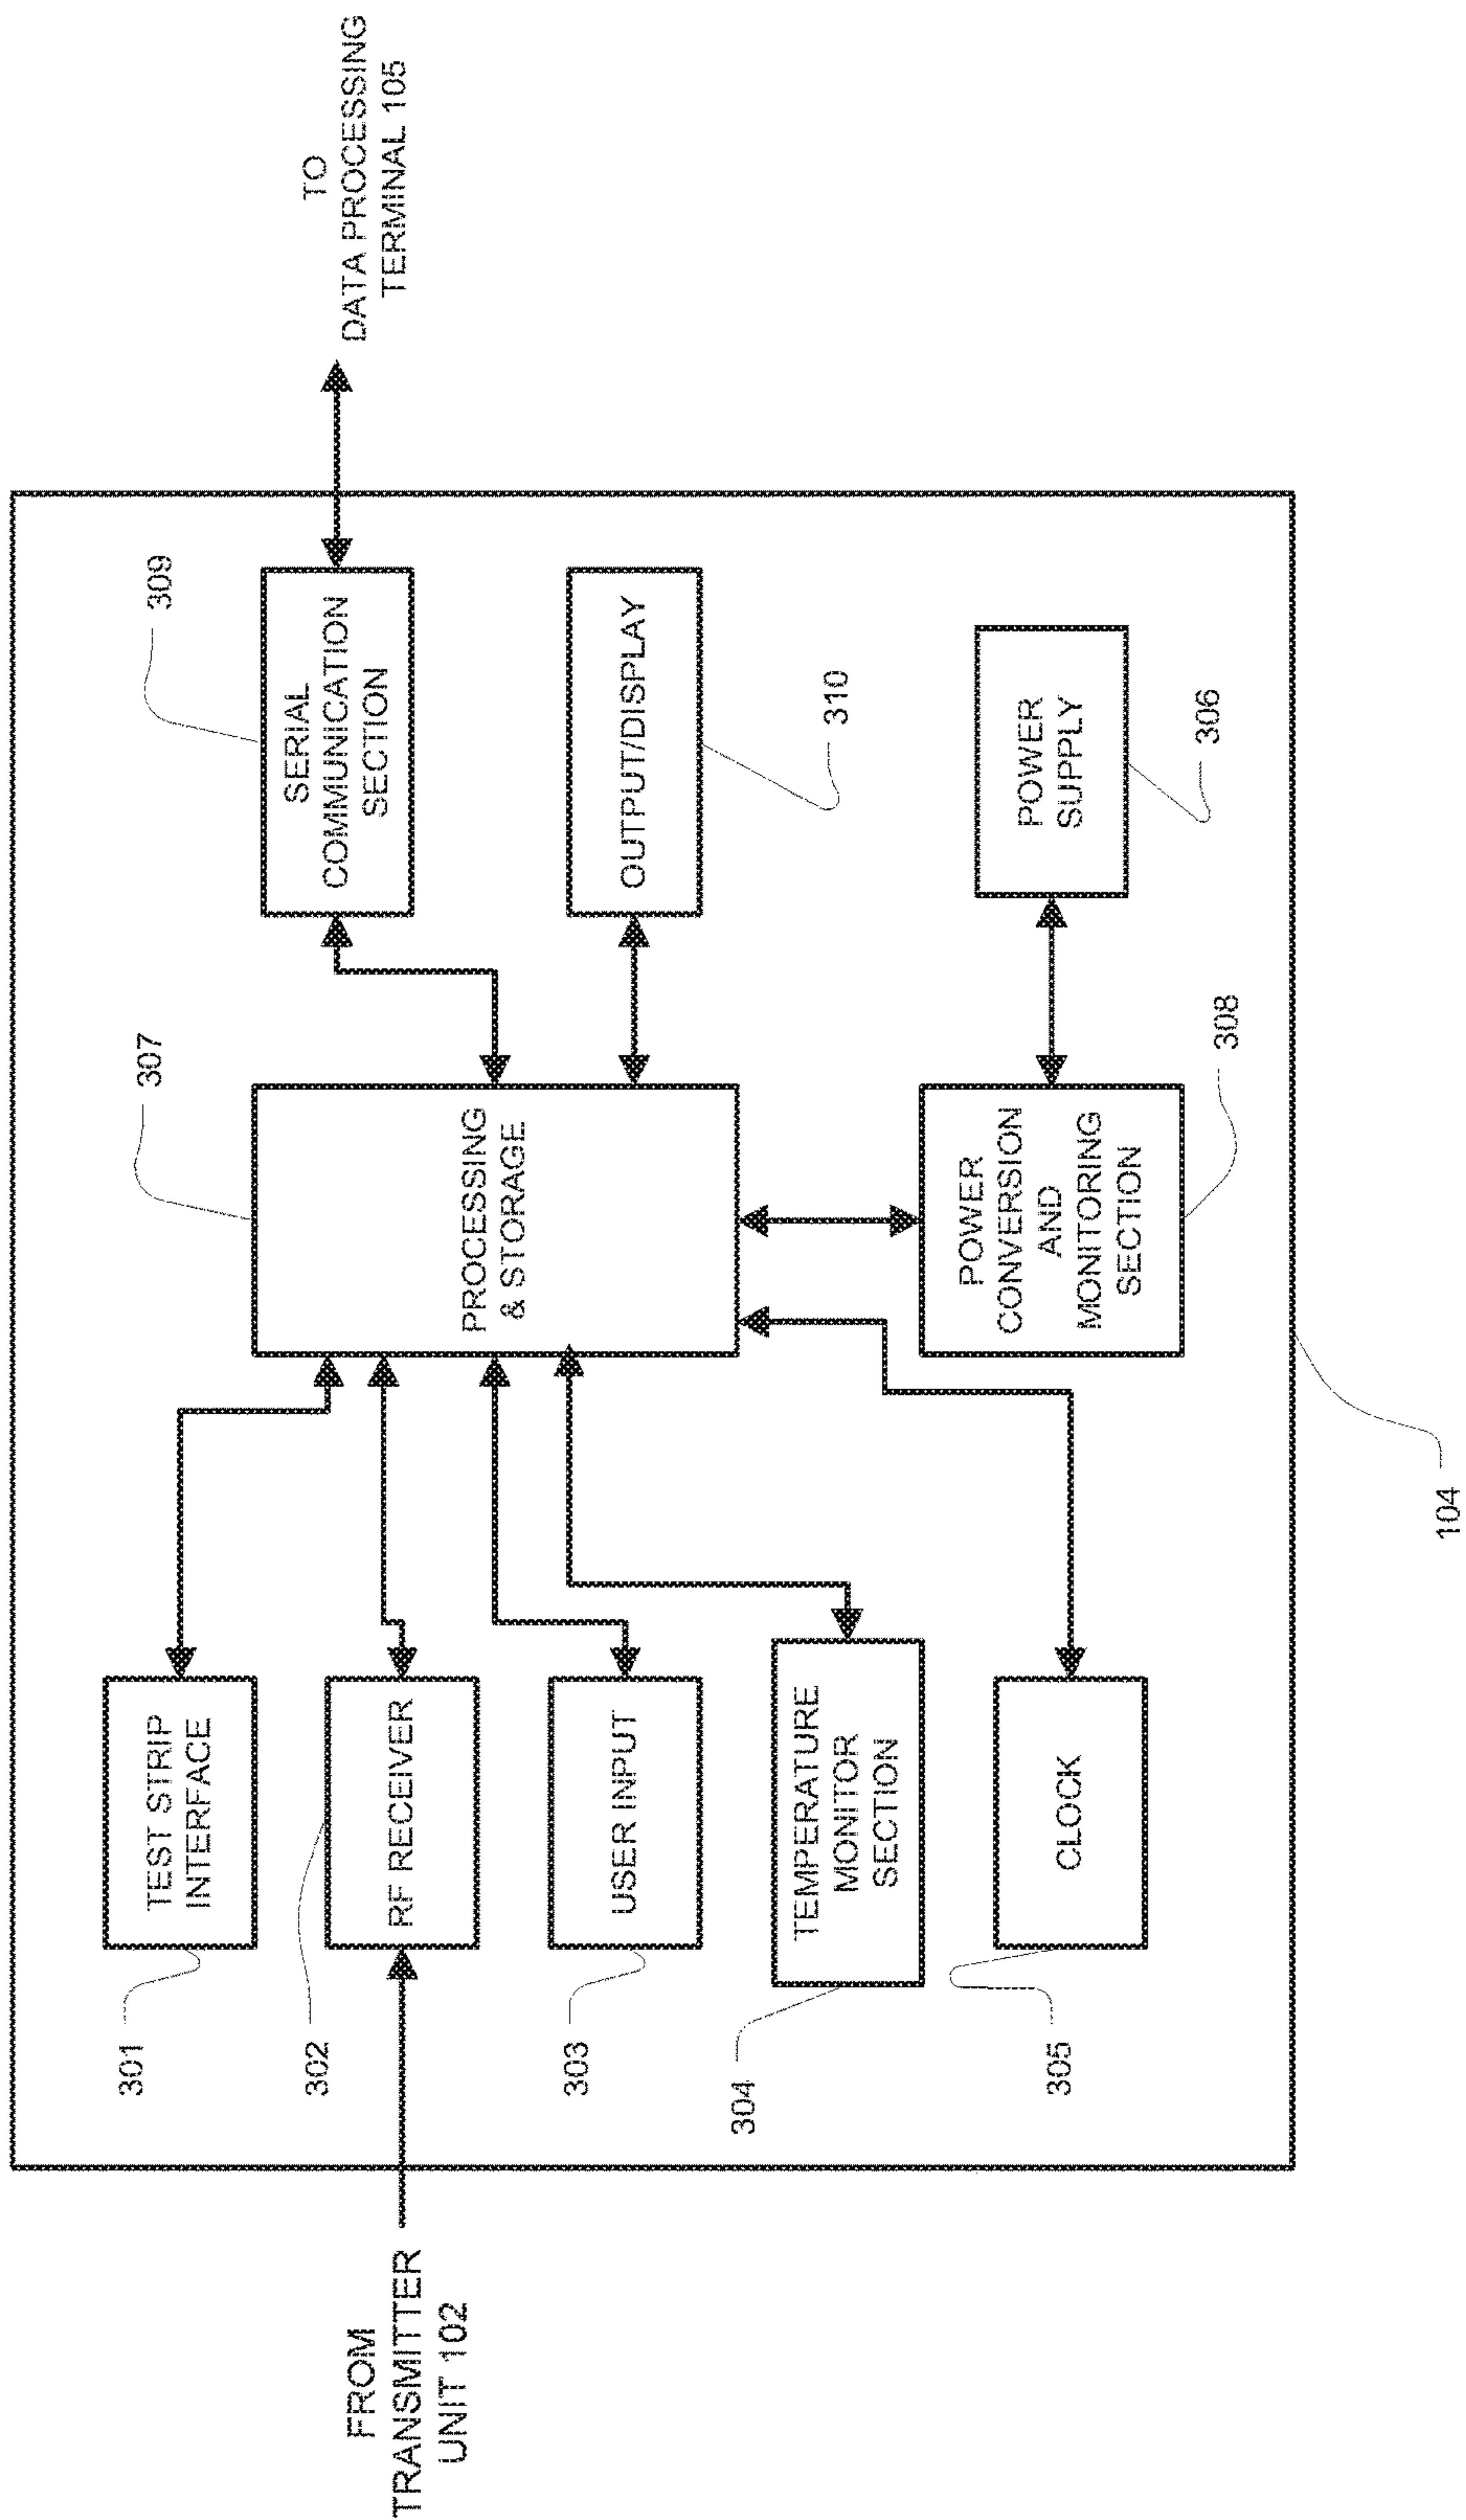 FROM
TRANSMITTER
UNIT 102
301
TEST STRIP
INTERFACE
302
RF RECEIVER
303
USER INPUT
304
TEMPERATURE
MONITOR
SECTION
305
CLOCK
307
PROCESSING
& STORAGE
308
POWER
CONVERSION
AND
MONITORING
SECTION
309
SERIAL
COMMUNICATION
SECTION
310
OUTPUT/DISPLAY
306
POWER
SUPPLY
104
TO
DATA PROCESSING
TERMINAL 105